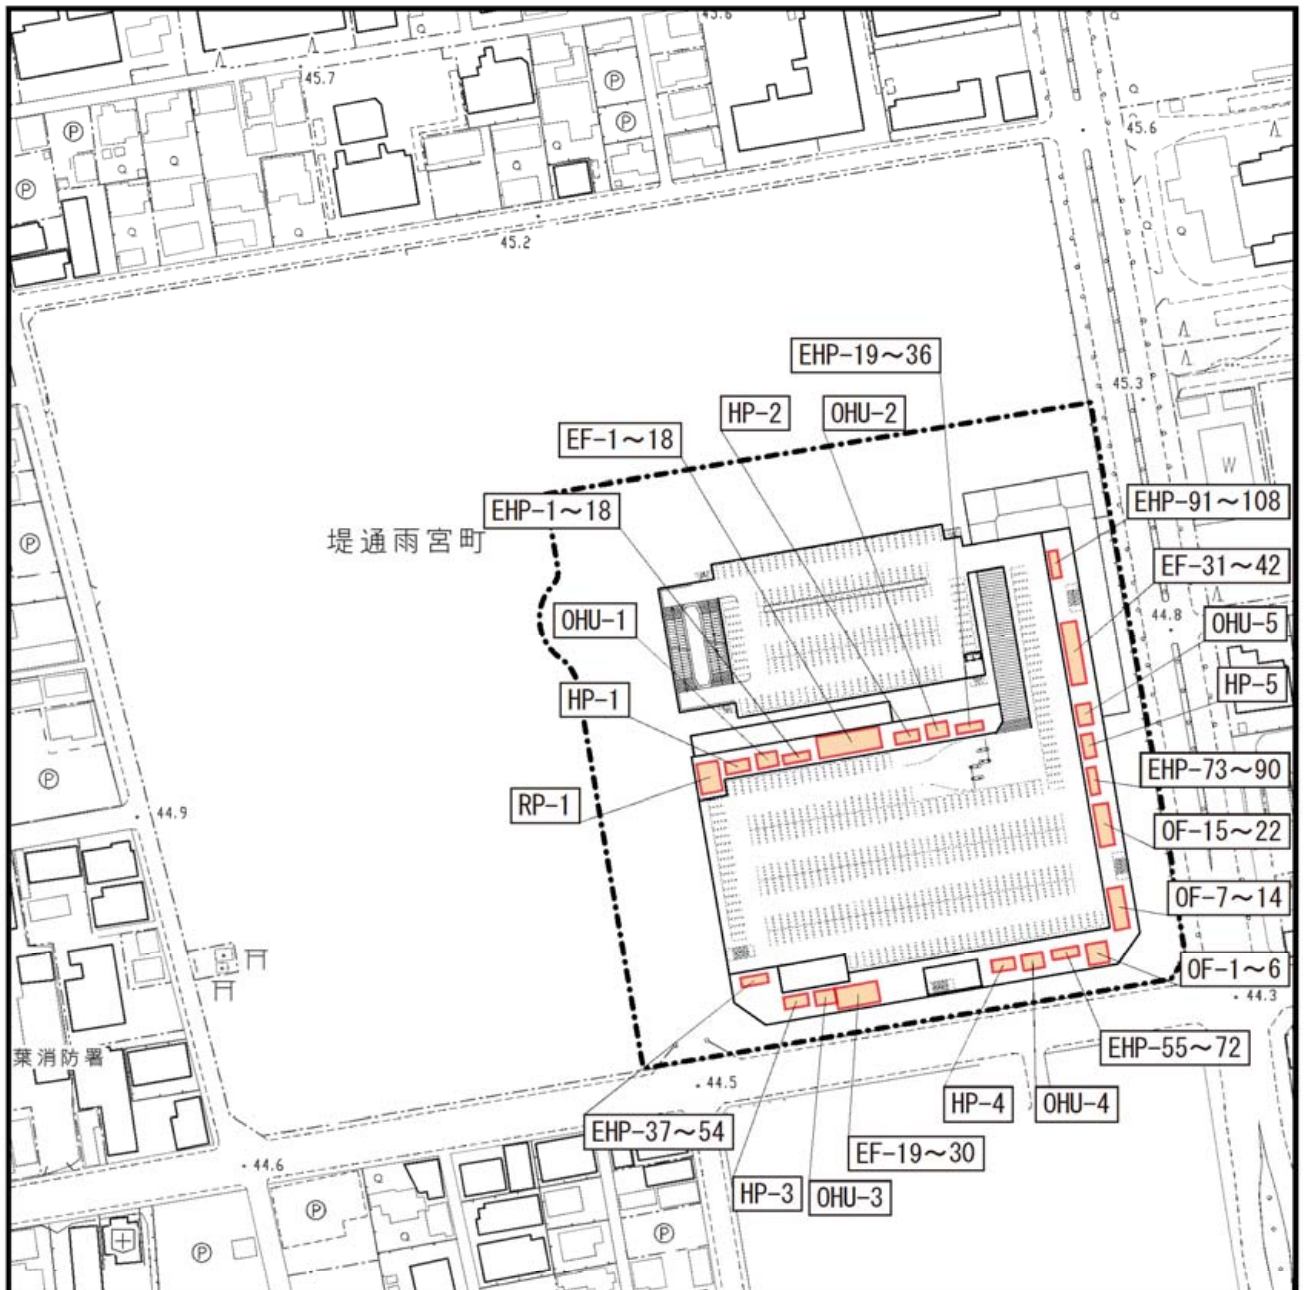 45.6
45.7
Ⓟ
Ⓟ
Ⓟ
45.6
Ⓟ
45.2
EHP-19～36
45.3
HP-2
OHU-2
EF-1～18
W
EHP-1～18
EHP-91～108
堤通雨宮町
Ⓟ
EF-31～42
OHU-1
44.8
OHU-5
HP-1
HP-5
EHP-73～90
Ⓟ
RP-1
44.9
OF-15～22
OF-7～14
OF-1～6
44.3
葉消防署
EHP-55～72
44.5
HP-4
OHU-4
EHP-37～54
EF-19～30
44.6
HP-3
OHU-3
Ⓟ
Ⓟ
Ⓟ